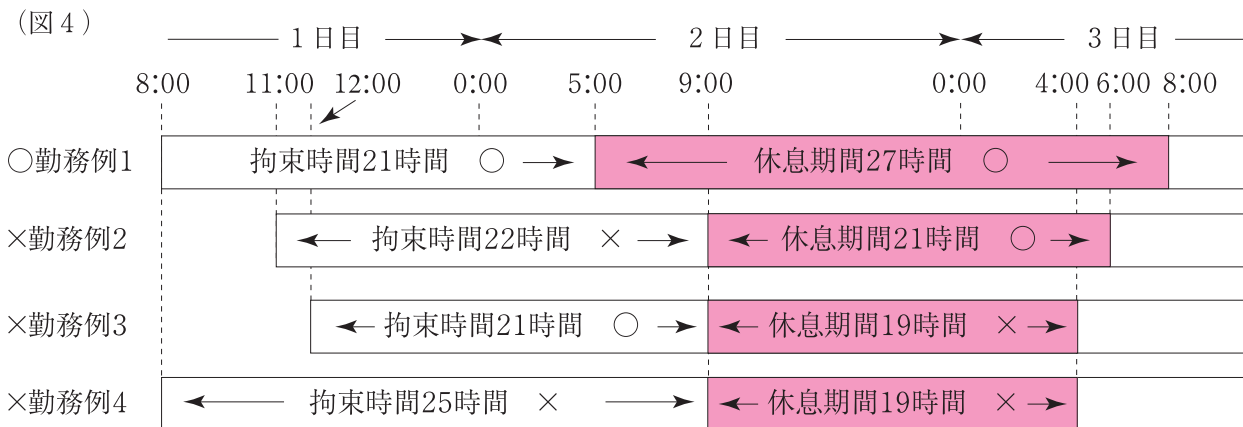 （図４）
１日目 ２日目 ３日目
8:00 11:00 12:00 0:00 5:00 9:00 0:00 4:00 6:00 8:00
○勤務例1 拘束時間21時間 ○ 休息期間27時間 ○
×勤務例2 拘束時間22時間 × 休息期間21時間 ○
×勤務例3 拘束時間21時間 ○ 休息期間19時間 ×
×勤務例4 拘束時間25時間 × 休息期間19時間 ×